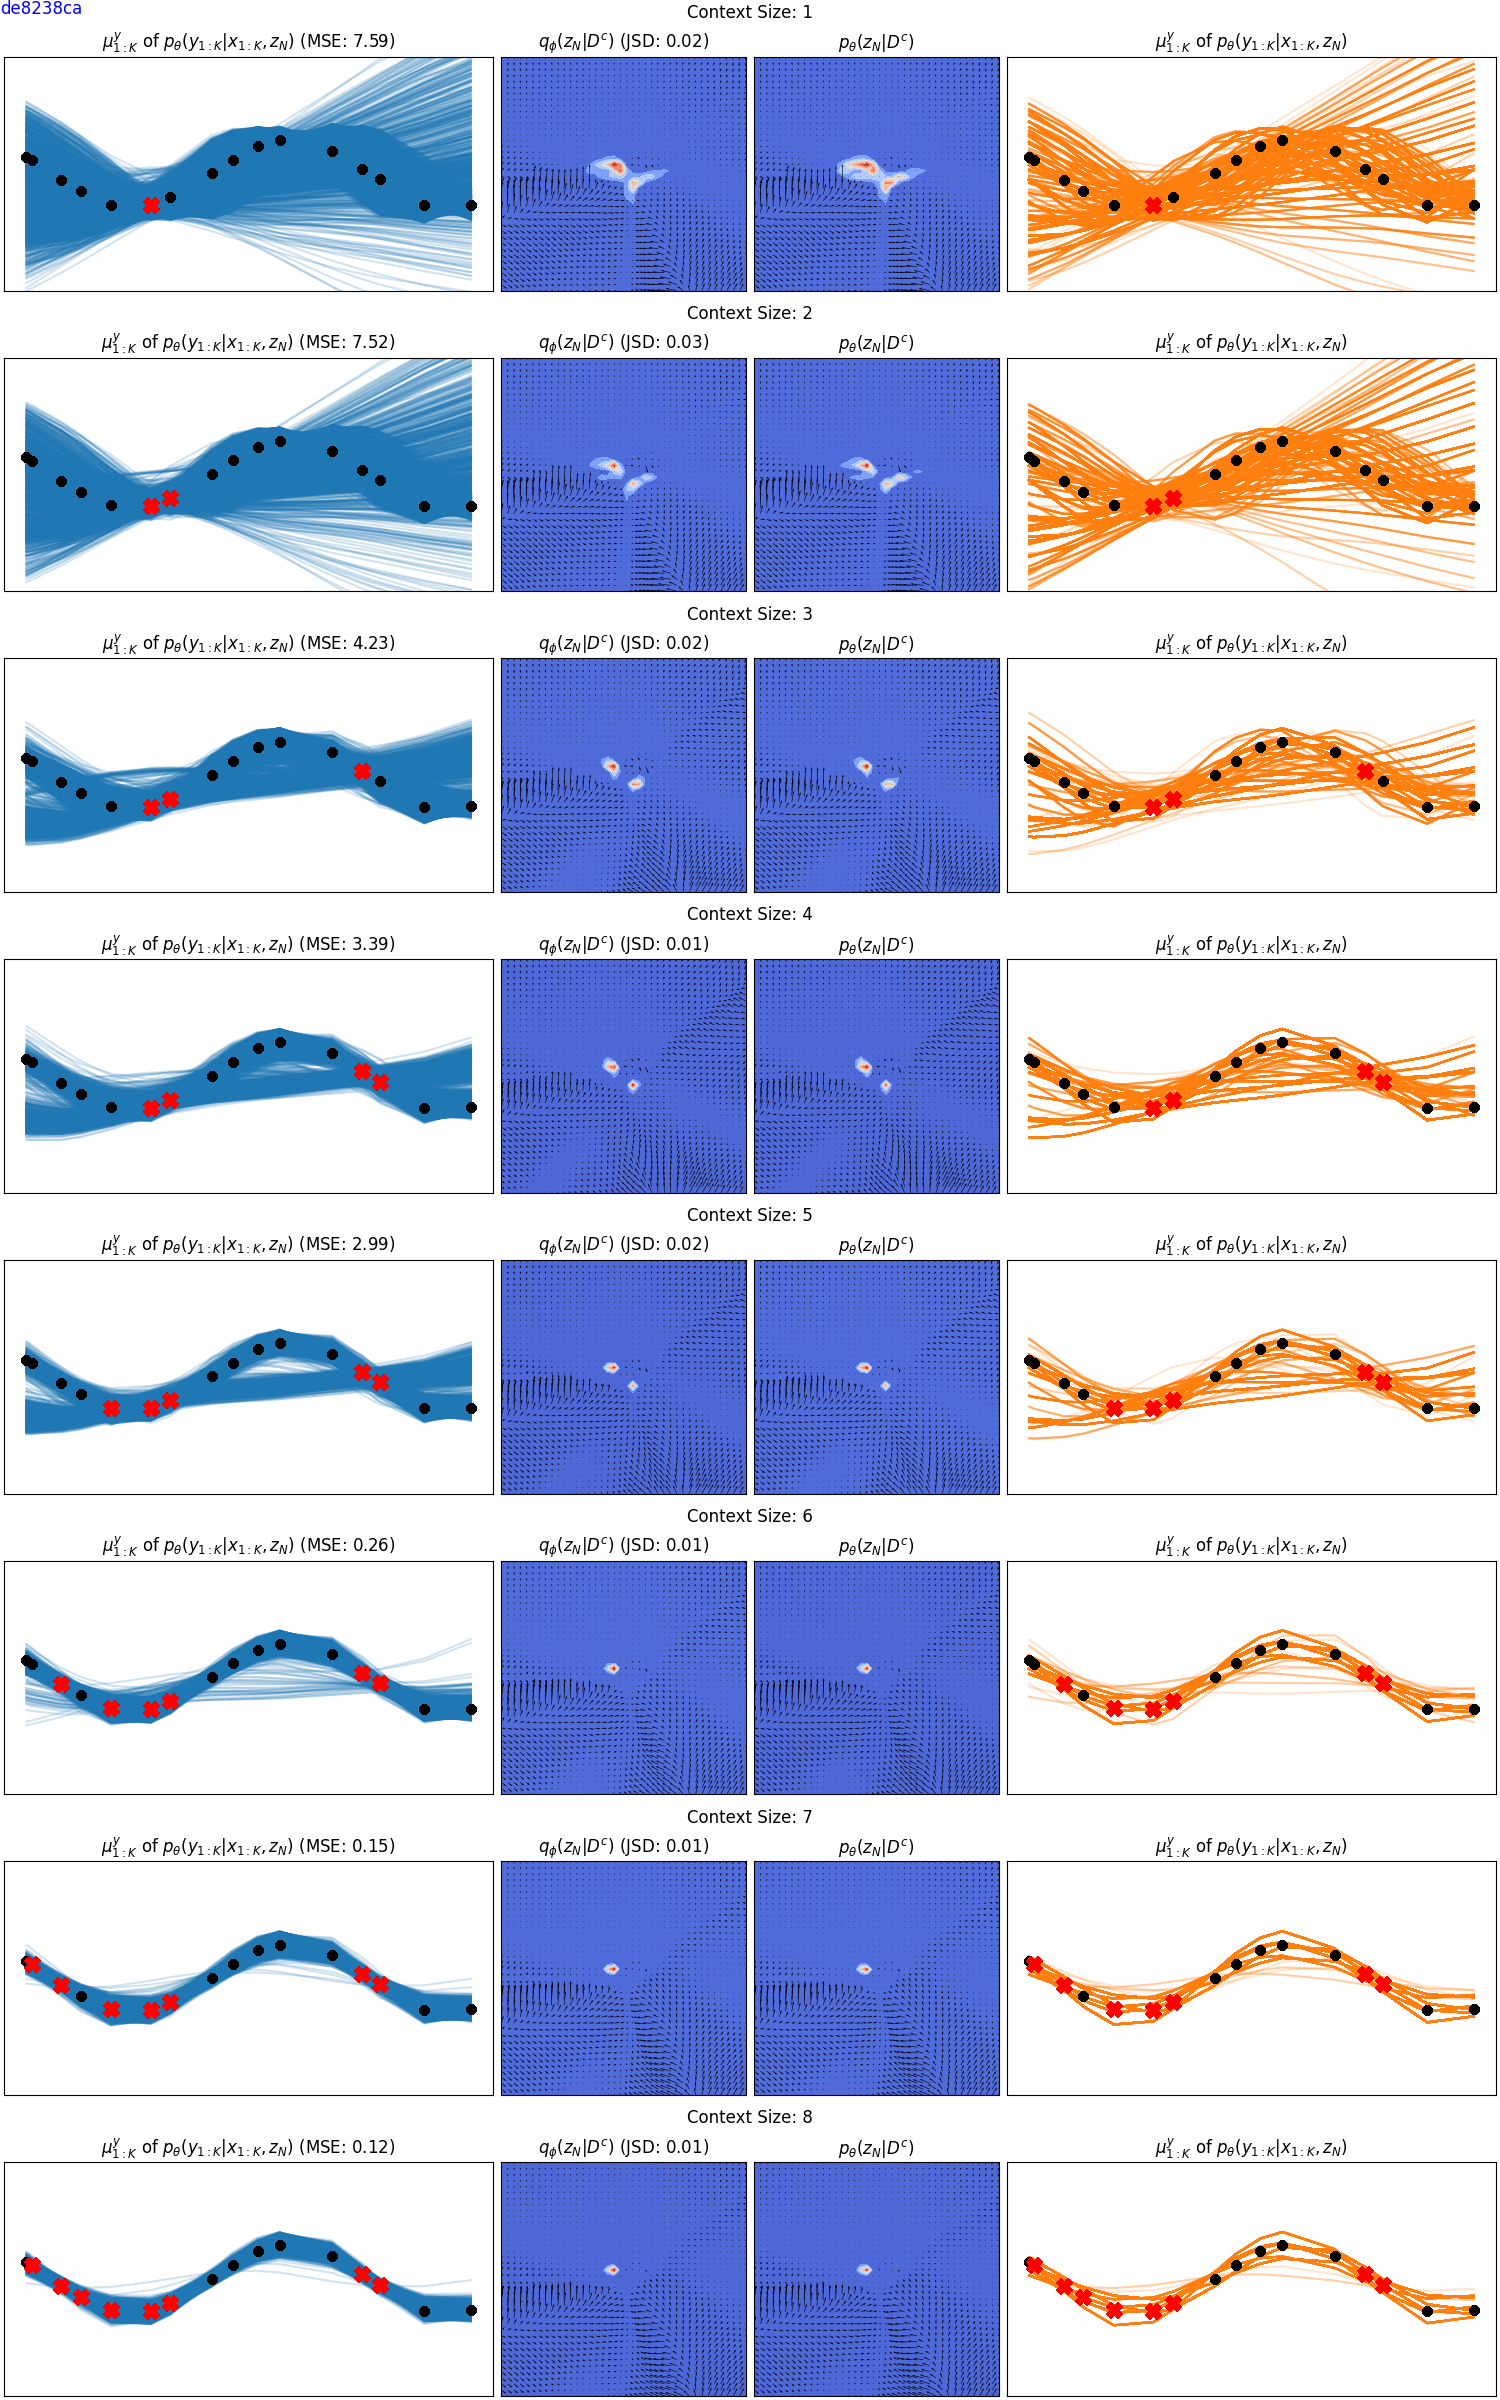 de8238ca
Context Size: 1
μ^y_{1:K} of p_θ(y_{1:K}|x_{1:K}, z_N) (MSE: 7.59) q_ϕ(z_N|D^c) (JSD: 0.02) p_θ(z_N|D^c) μ^y_{1:K} of p_θ(y_{1:K}|x_{1:K}, z_N)
Context Size: 2
μ^y_{1:K} of p_θ(y_{1:K}|x_{1:K}, z_N) (MSE: 7.52) q_ϕ(z_N|D^c) (JSD: 0.03) p_θ(z_N|D^c) μ^y_{1:K} of p_θ(y_{1:K}|x_{1:K}, z_N)
Context Size: 3
μ^y_{1:K} of p_θ(y_{1:K}|x_{1:K}, z_N) (MSE: 4.23) q_ϕ(z_N|D^c) (JSD: 0.02) p_θ(z_N|D^c) μ^y_{1:K} of p_θ(y_{1:K}|x_{1:K}, z_N)
Context Size: 4
μ^y_{1:K} of p_θ(y_{1:K}|x_{1:K}, z_N) (MSE: 3.39) q_ϕ(z_N|D^c) (JSD: 0.01) p_θ(z_N|D^c) μ^y_{1:K} of p_θ(y_{1:K}|x_{1:K}, z_N)
Context Size: 5
μ^y_{1:K} of p_θ(y_{1:K}|x_{1:K}, z_N) (MSE: 2.99) q_ϕ(z_N|D^c) (JSD: 0.02) p_θ(z_N|D^c) μ^y_{1:K} of p_θ(y_{1:K}|x_{1:K}, z_N)
Context Size: 6
μ^y_{1:K} of p_θ(y_{1:K}|x_{1:K}, z_N) (MSE: 0.26) q_ϕ(z_N|D^c) (JSD: 0.01) p_θ(z_N|D^c) μ^y_{1:K} of p_θ(y_{1:K}|x_{1:K}, z_N)
Context Size: 7
μ^y_{1:K} of p_θ(y_{1:K}|x_{1:K}, z_N) (MSE: 0.15) q_ϕ(z_N|D^c) (JSD: 0.01) p_θ(z_N|D^c) μ^y_{1:K} of p_θ(y_{1:K}|x_{1:K}, z_N)
Context Size: 8
μ^y_{1:K} of p_θ(y_{1:K}|x_{1:K}, z_N) (MSE: 0.12) q_ϕ(z_N|D^c) (JSD: 0.01) p_θ(z_N|D^c) μ^y_{1:K} of p_θ(y_{1:K}|x_{1:K}, z_N)